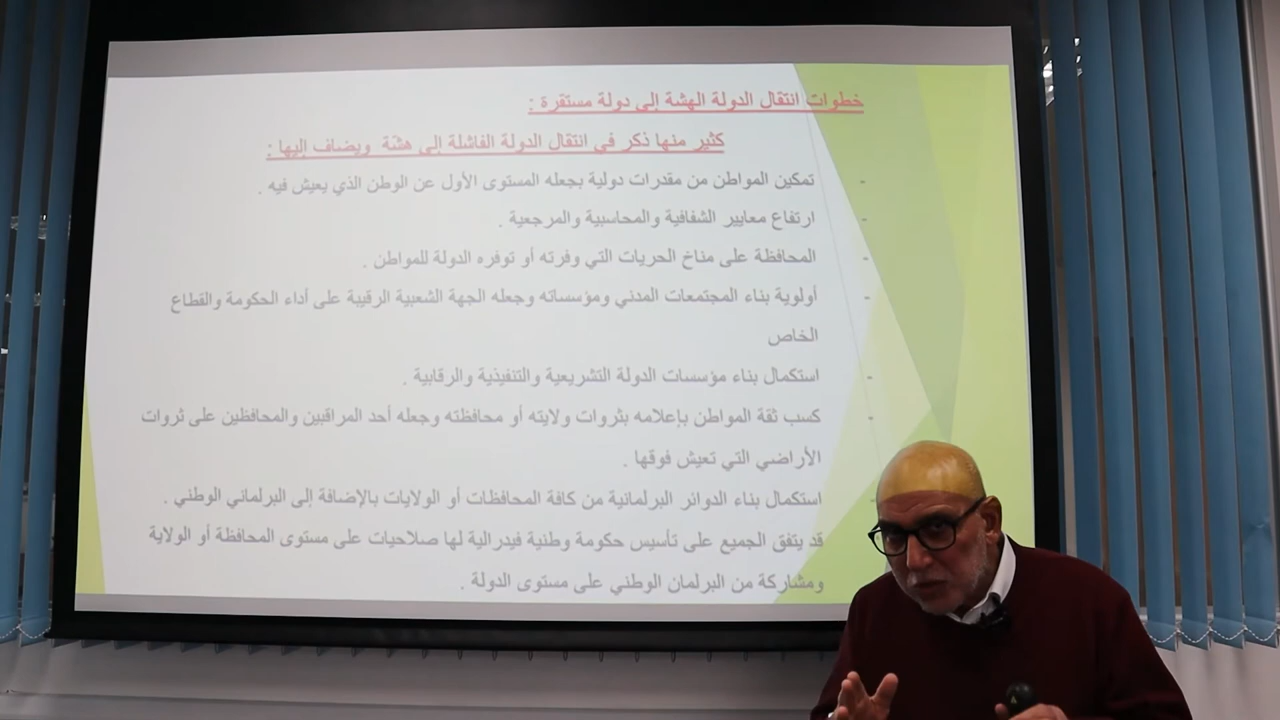 خطوات انتقال الدولة الهشة إلى دولة مستقرة :
كثير منها ذكر في انتقال الدولة الفاشلة إلى هشّة ويضاف إليها :
- تمكين المواطن من مقدرات دولية بجعله المستوى الأول عن الوطن الذي يعيش فيه .
- ارتفاع معايير الشفافية والمحاسبية والمرجعية .
- المحافظة على مناخ الحريات التي وفرته أو توفره الدولة للمواطن .
- أولوية بناء المجتمعات المدني ومؤسساته وجعله الجهة الشعبية الرقيبة على أداء الحكومة والقطاع
الخاص
- استكمال بناء مؤسسات الدولة التشريعية والتنفيذية والرقابية .
- كسب ثقة المواطن بإعلامه بثروات ولايته أو محافظته وجعله أحد المراقبين والمحافظين على ثروات
الأراضي التي تعيش فوقها .
استكمال بناء الدوائر البرلمانية من كافة المحافظات أو الولايات بالإضافة إلى البرلماني الوطني .
قد يتفق الجميع على تأسيس حكومة وطنية فيدرالية لها صلاحيات على مستوى المحافظة أو الولاية
ومشاركة من البرلمان الوطني على مستوى الدولة .